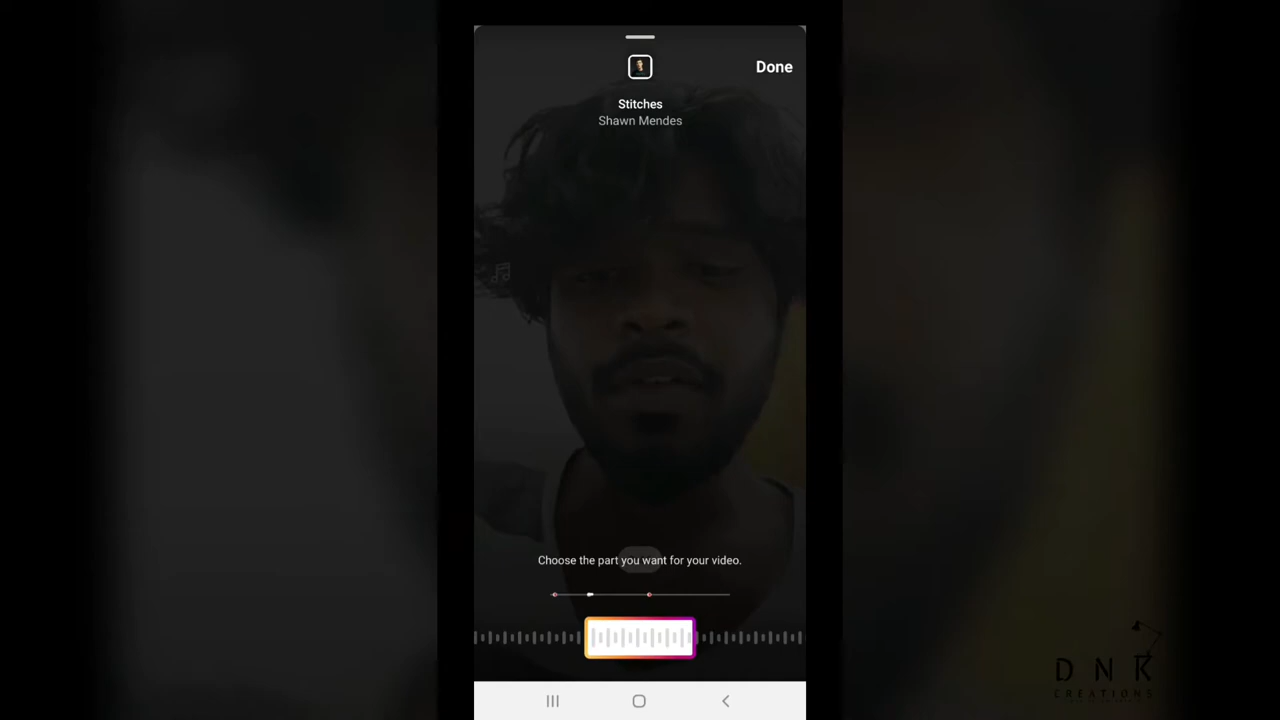 Done
Stitches
Shawn Mendes
Choose the part you want for your video.
DNK
CREATIONS